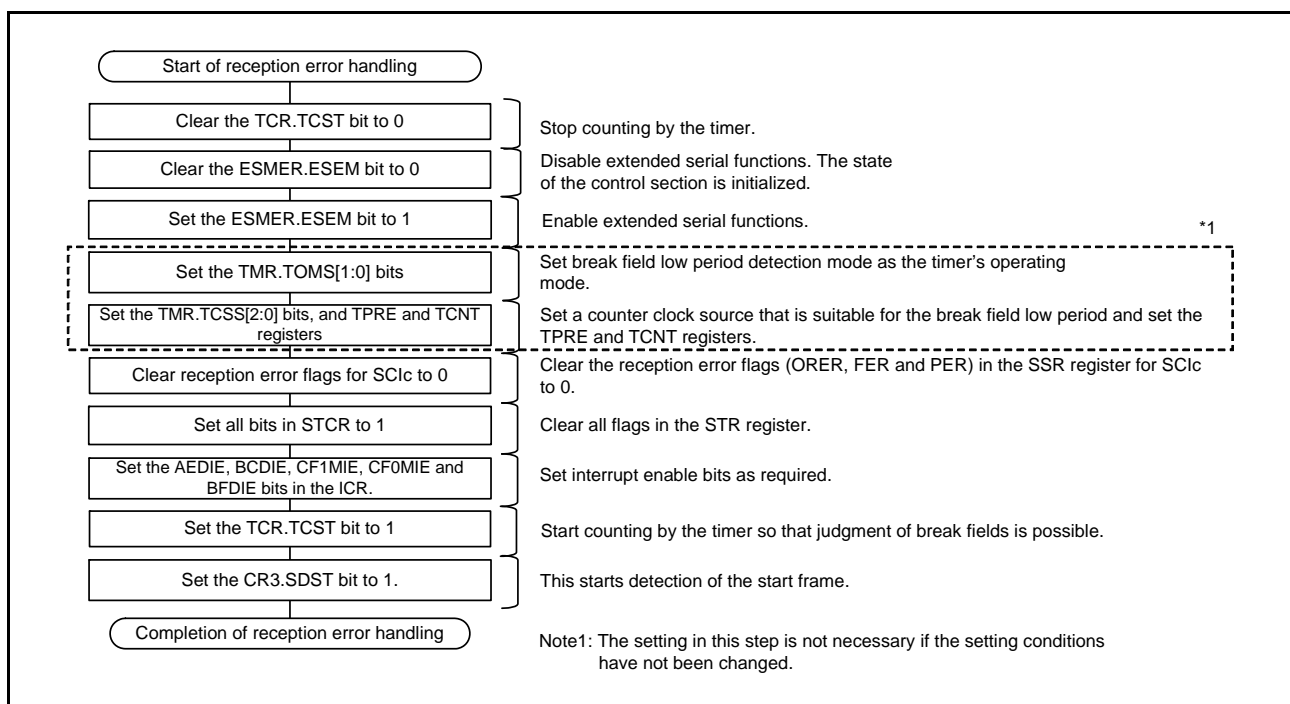 Start of reception error handling
Clear the TCR.TCST bit to 0
Stop counting by the timer.
Clear the ESMER.ESEM bit to 0
Disable extended serial functions. The state
of the control section is initialized.
Set the ESMER.ESEM bit to 1
Enable extended serial functions.
*1
Set the TMR.TOMS[1:0] bits
Set break field low period detection mode as the timer's operating
mode.
Set the TMR.TCSS[2:0] bits, and TPRE and TCNT
registers
Set a counter clock source that is suitable for the break field low period and set the
TPRE and TCNT registers.
Clear reception error flags for SCIc to 0
Clear the reception error flags (ORER, FER and PER) in the SSR register for SCIc
to 0.
Set all bits in STCR to 1
Clear all flags in the STR register.
Set the AEDIE, BCDIE, CF1MIE, CF0MIE and
BFDIE bits in the ICR.
Set interrupt enable bits as required.
Set the TCR.TCST bit to 1
Start counting by the timer so that judgment of break fields is possible.
Set the CR3.SDST bit to 1.
This starts detection of the start frame.
Completion of reception error handling
Note1: The setting in this step is not necessary if the setting conditions
have not been changed.